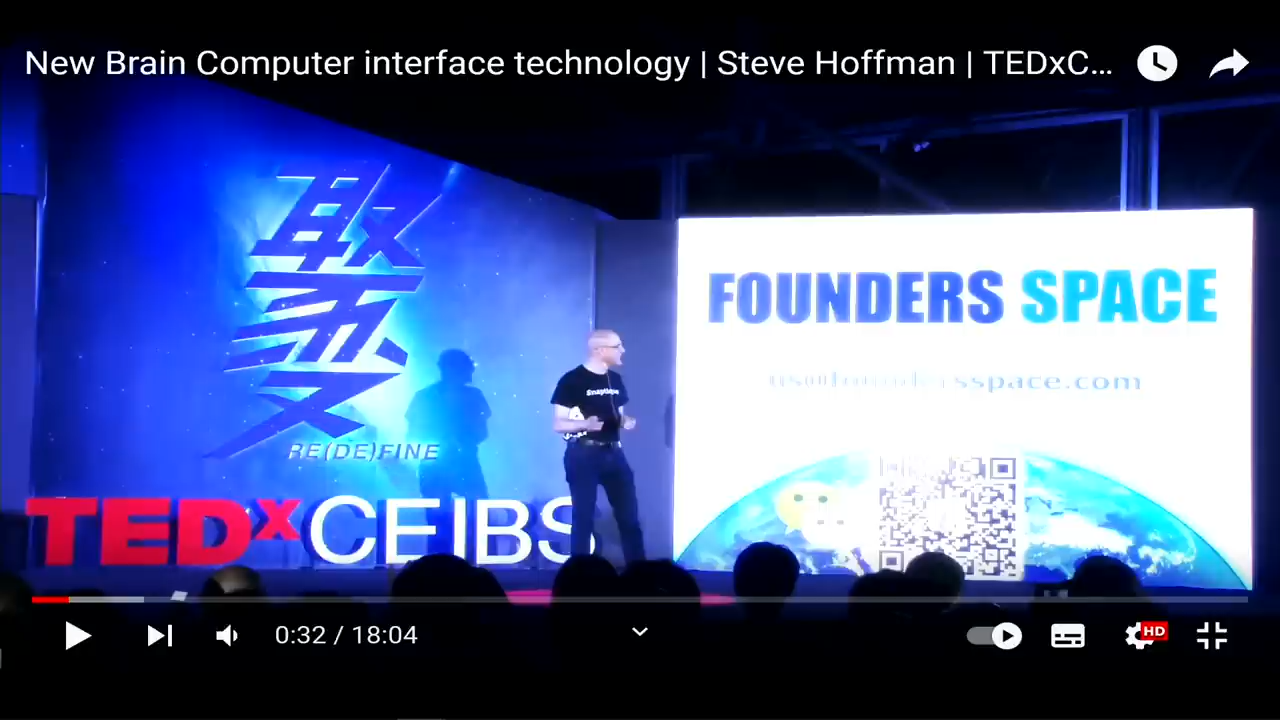 New Brain Computer interface technology | Steve Hoffman | TEDxC...
聚变
RE(DE)FINE
TEDxCEIBS
FOUNDERS SPACE
0:32 / 18:04
HD